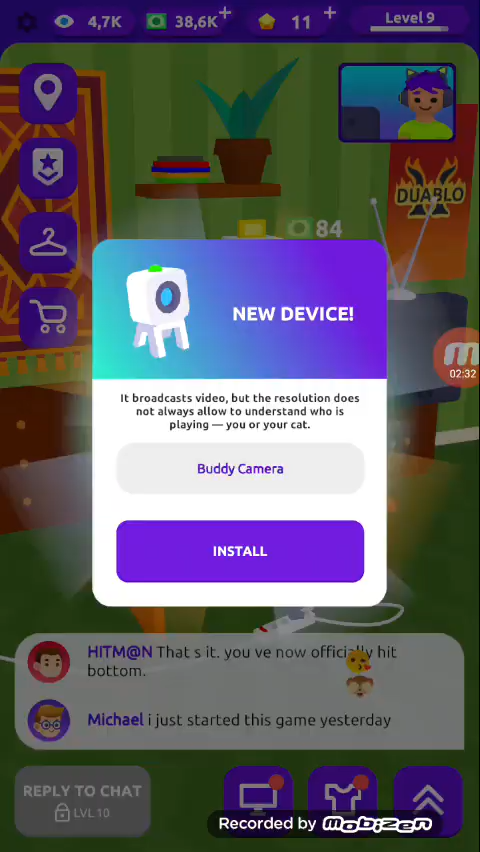 4,7K 38,6K+ 11 + Level 9
DUABLO
84
NEW DEVICE!
02:32
It broadcasts video, but the resolution does
not always allow to understand who is
playing — you or your cat.
Buddy Camera
INSTALL
HITM@N That s it. you ve now officially hit
bottom.
Michael i just started this game yesterday
REPLY TO CHAT
LVL 10
Recorded by mobizen